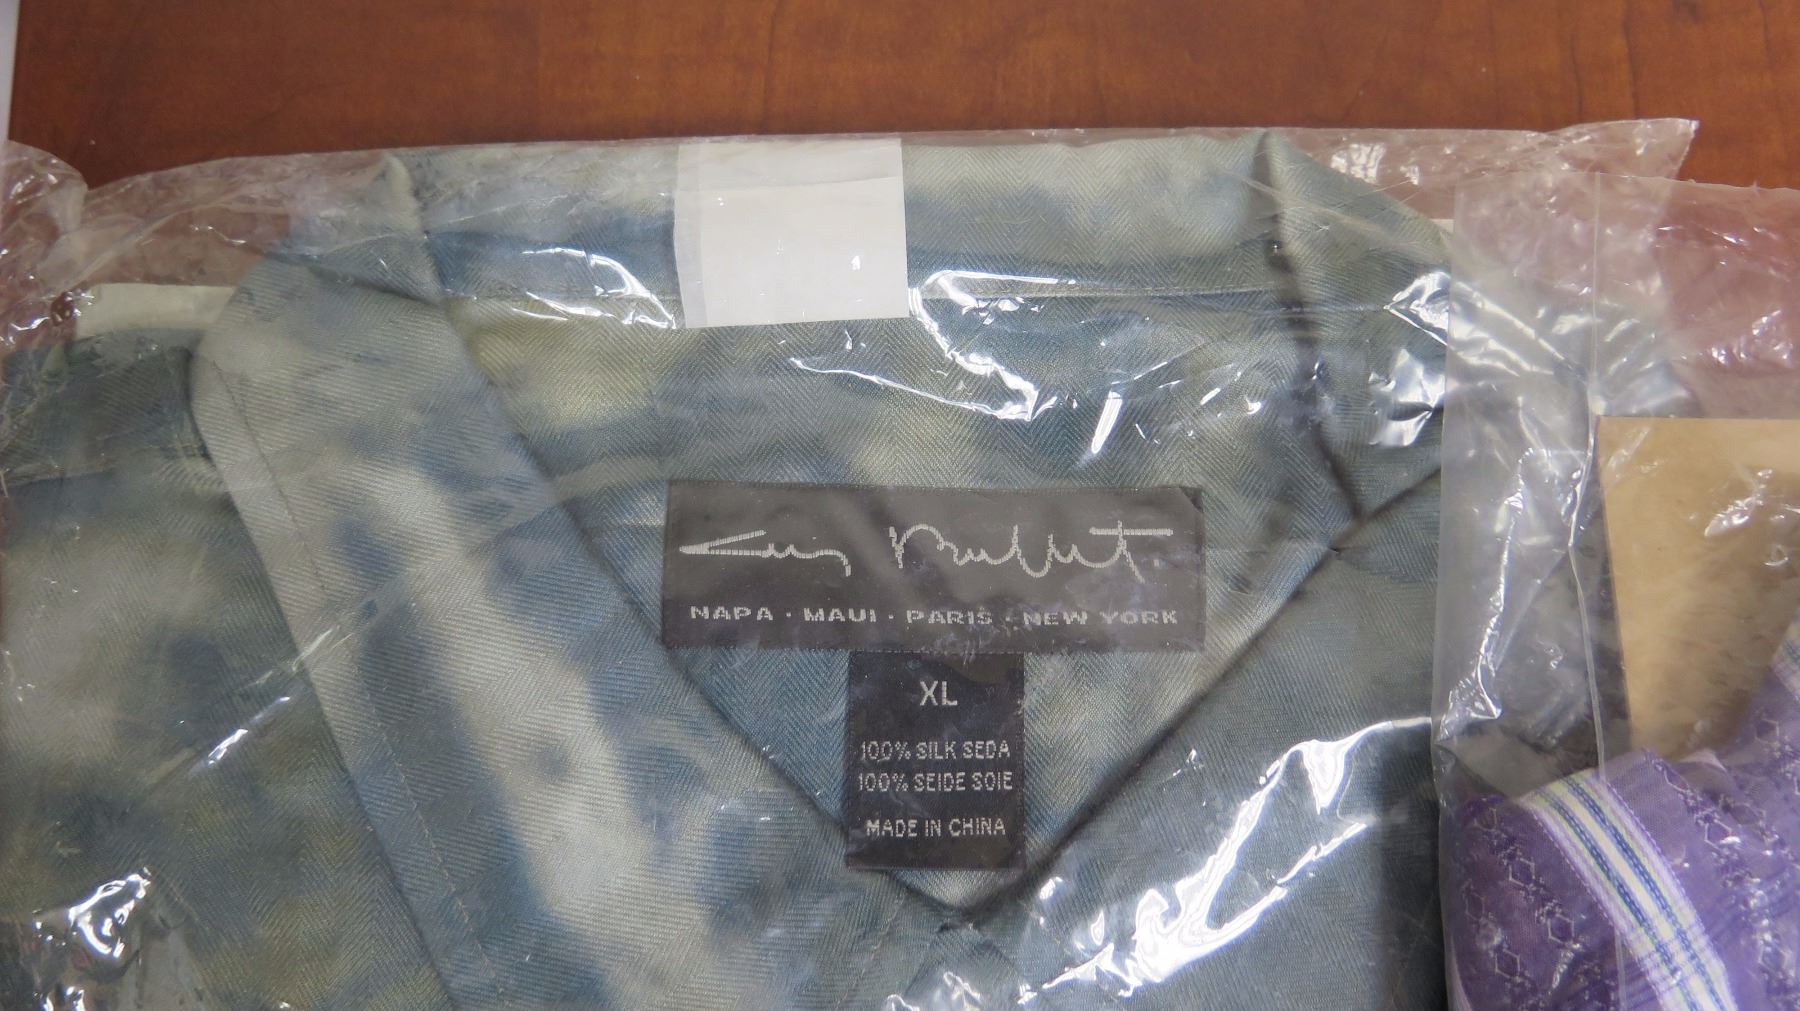 NAPA · MAUI · PARIS · NEW YORK
XL
100% SILK SEDA
100% SEIDE SOIE
MADE IN CHINA